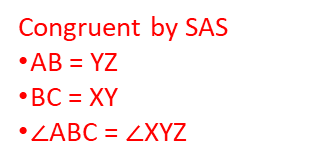 Congruent by SAS
•AB = YZ
•BC = XY
•∠ABC = ∠XYZ